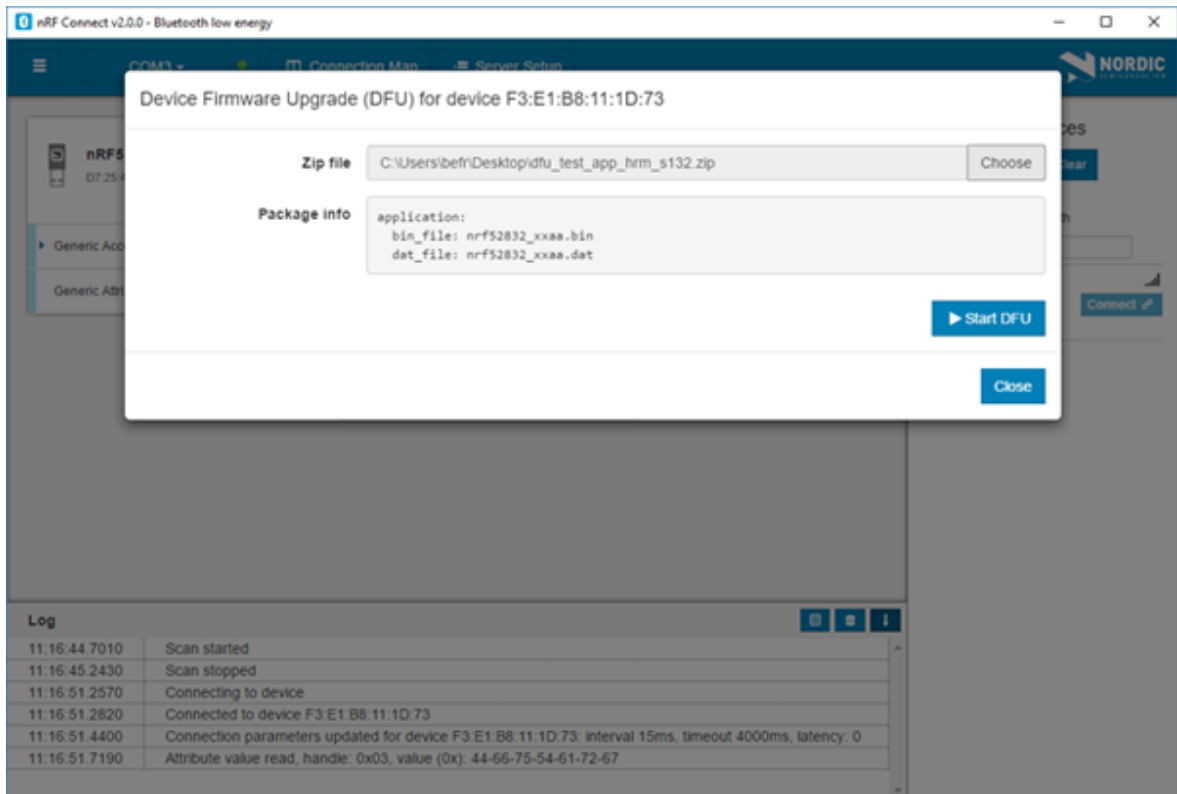 nRF Connect v2.0.0 - Bluetooth low energy
COM3
Connection Map
Server Setup
NORDIC
Device Firmware Upgrade (DFU) for device F3:E1:B8:11:1D:73
Zip file C:\Users\befr\Desktop\dfu_test_app_hrm_s132.zip Choose
Package info
application:
bin_file: nrf52832_xxaa.bin
dat_file: nrf52832_xxaa.dat
Start DFU
Close
nRF5
D7:25:
Generic Acc
Generic Attri
ces
lear
h
Connect
Log
11:16:44.7010 Scan started
11:16:45.2430 Scan stopped
11:16:51.2570 Connecting to device
11:16:51.2820 Connected to device F3:E1:B8:11:1D:73
11:16:51.4400 Connection parameters updated for device F3:E1:B8:11:1D:73: interval 15ms, timeout 4000ms, latency: 0
11:16:51.7190 Attribute value read, handle: 0x03, value (0x): 44-66-75-54-61-72-67